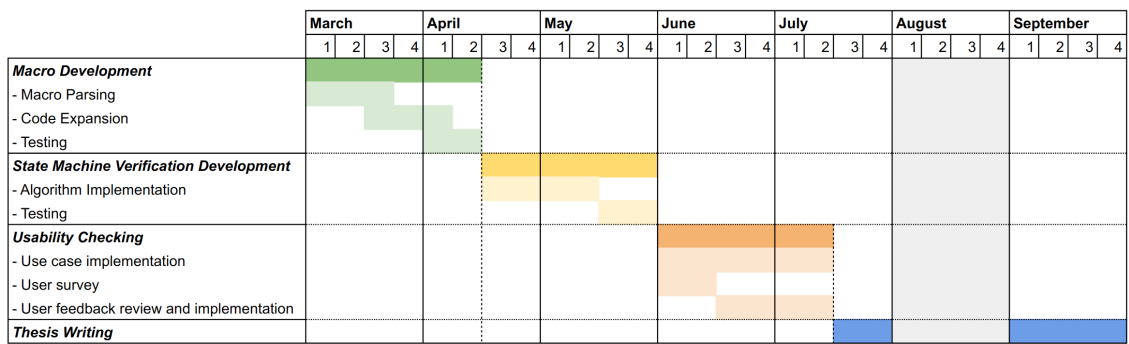 March April May June July August September
1 2 3 4 1 2 3 4 1 2 3 4 1 2 3 4 1 2 3 4 1 2 3 4 1 2 3 4
Macro Development
- Macro Parsing
- Code Expansion
- Testing
State Machine Verification Development
- Algorithm Implementation
- Testing
Usability Checking
- Use case implementation
- User survey
- User feedback review and implementation
Thesis Writing